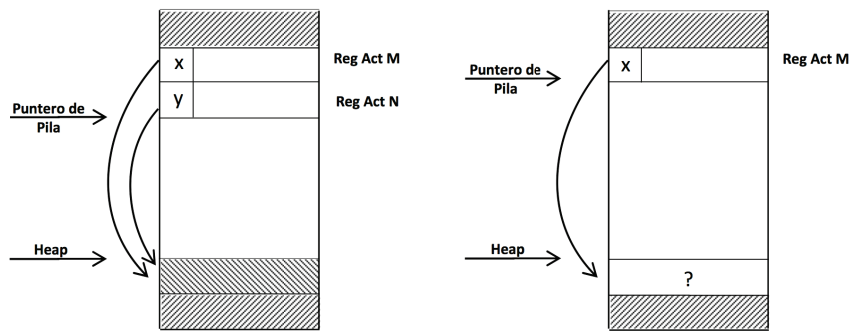 x
Reg Act M
y
Reg Act N
Puntero de
Pila
Heap
x
Reg Act M
Puntero de
Pila
Heap
?